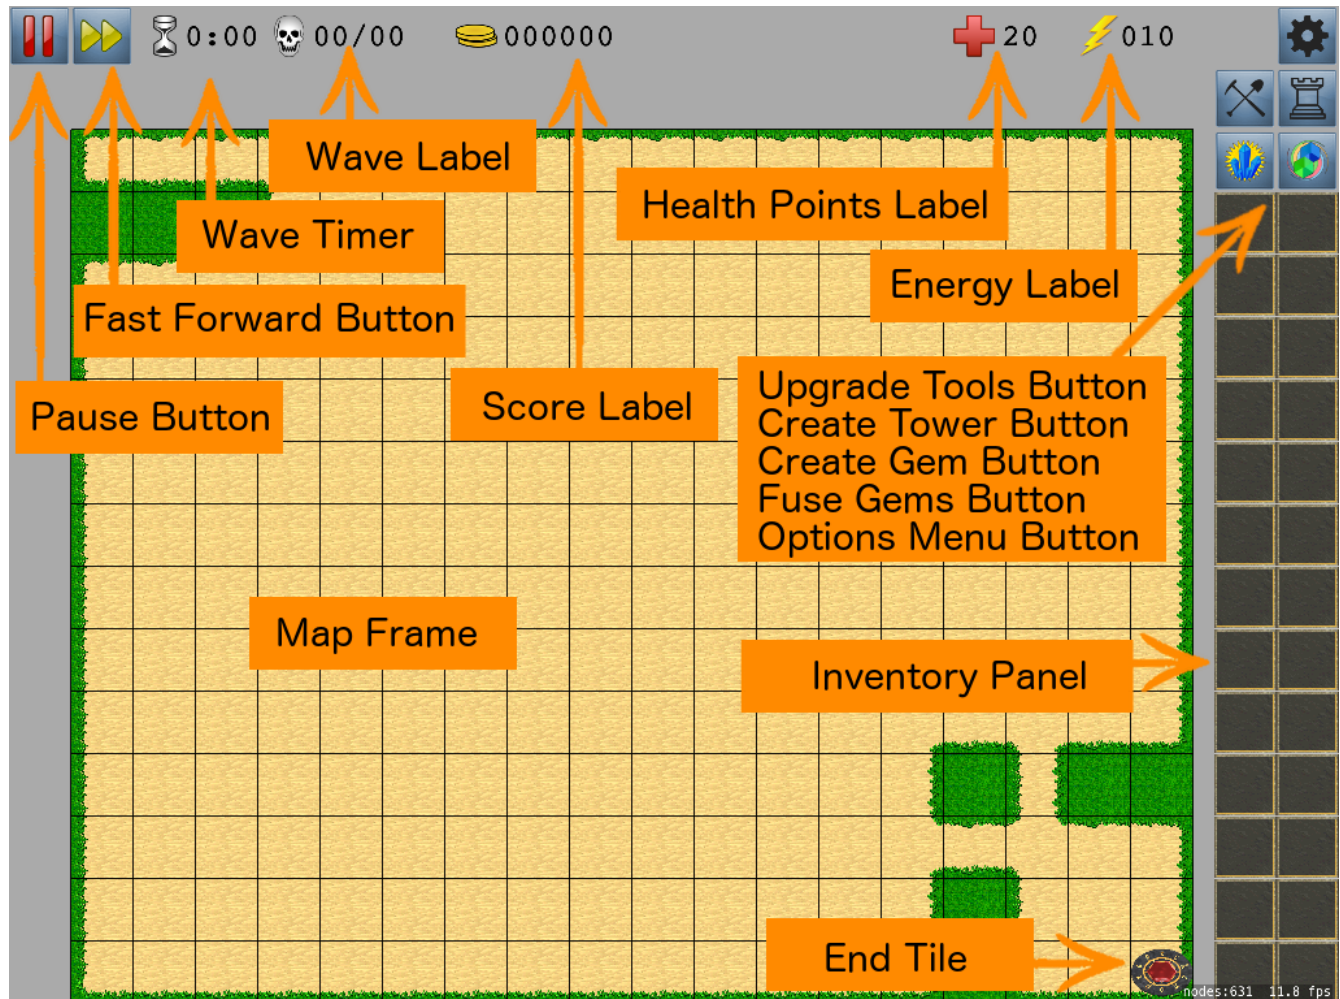 0:00 00/00 000000 20 010
Wave Label
Health Points Label
Wave Timer
Energy Label
Fast Forward Button
Pause Button
Score Label
Upgrade Tools Button
Create Tower Button
Create Gem Button
Fuse Gems Button
Options Menu Button
Map Frame
Inventory Panel
End Tile
nodes:631 11.8 fps